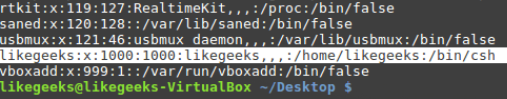 rtkit:x:119:127:RealtimeKit,,,:/proc:/bin/false
saned:x:120:128::/var/lib/saned:/bin/false
usbmux:x:121:46:usbmux daemon,,,:/var/lib/usbmux:/bin/false
likegeeks:x:1000:1000:likegeeks,,,:/home/likegeeks:/bin/csh
vboxadd:x:999:1::/var/run/vboxadd:/bin/false
likegeeks@likegeeks-VirtualBox ~/Desktop $